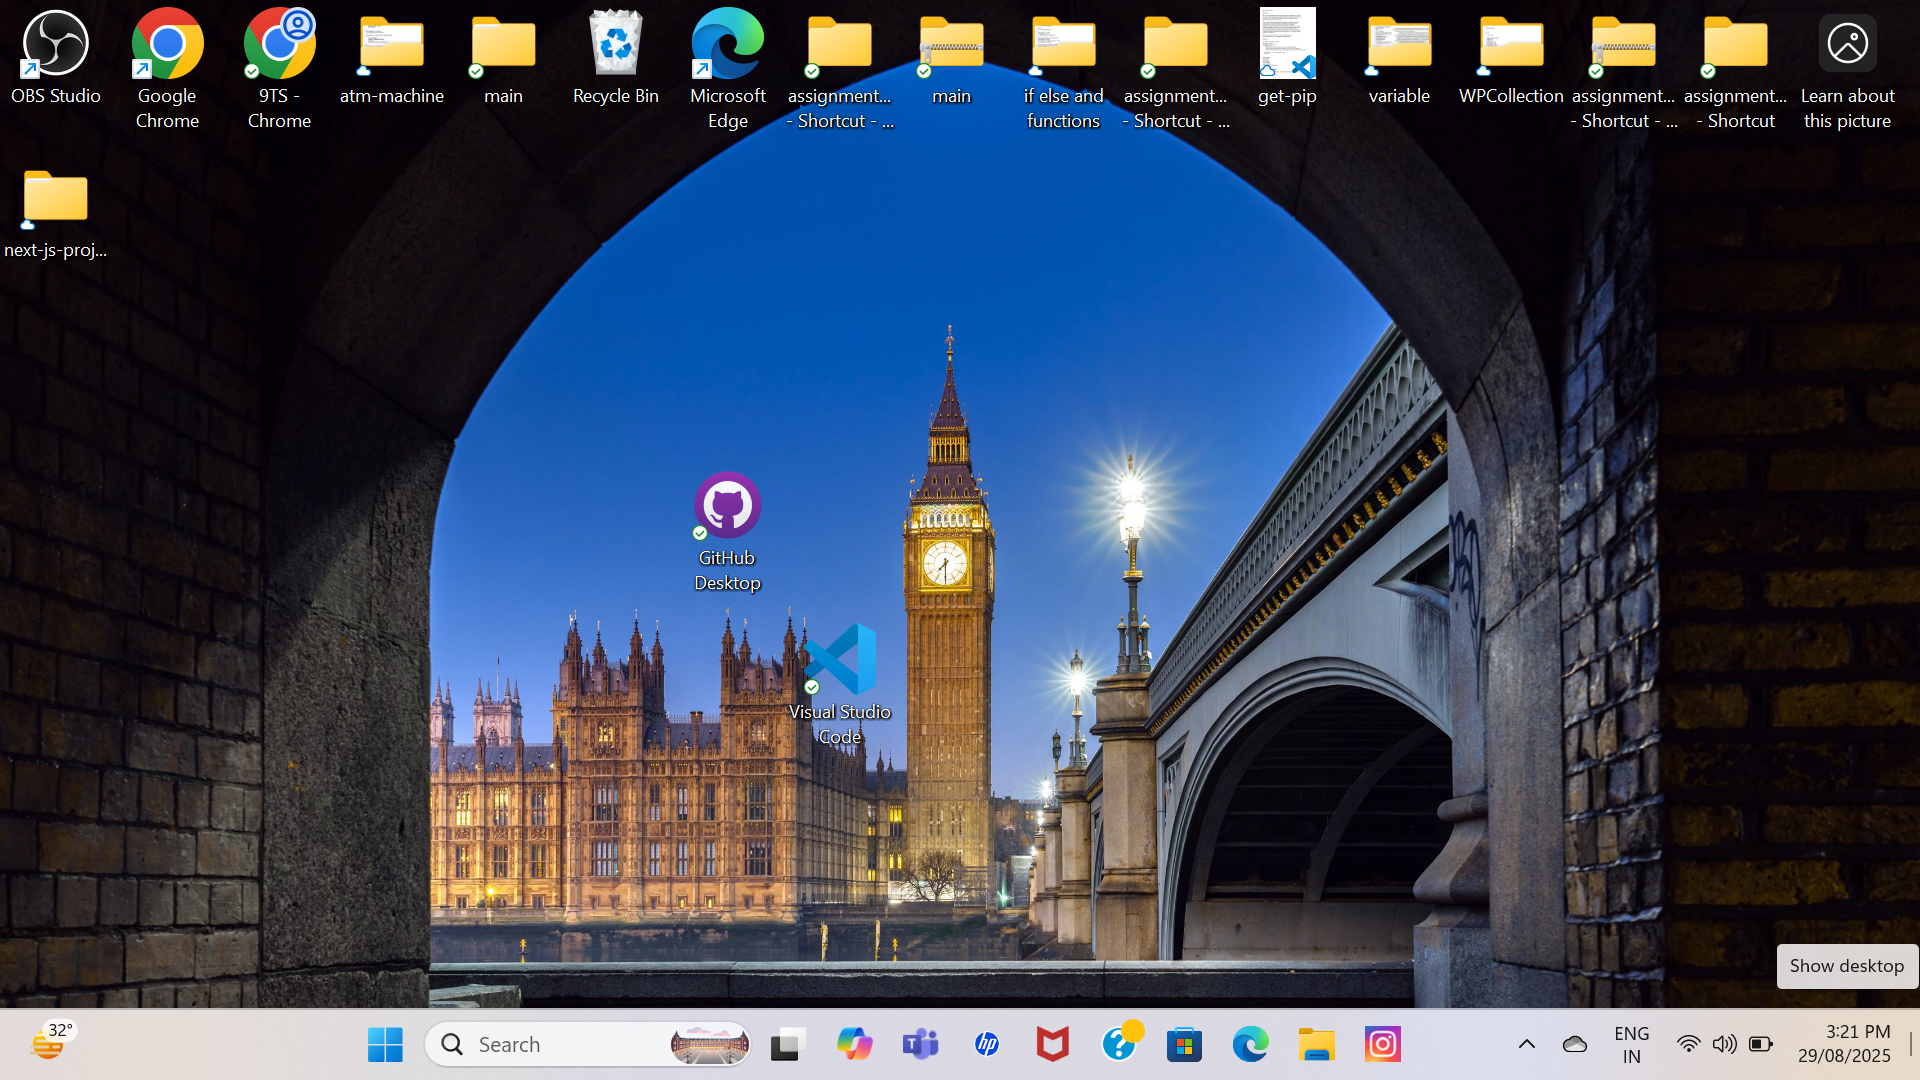 OBS Studio
Google
Chrome
9TS -
Chrome
atm-machine
main
Recycle Bin
Microsoft
Edge
assignment...
- Shortcut - ...
main
if else and
functions
assignment...
- Shortcut - ...
get-pip
variable
WPCollection
assignment...
- Shortcut - ...
assignment...
- Shortcut
Learn about
this picture
next-js-proj...
GitHub
Desktop
Visual Studio
Code
Show desktop
32°
Search
ENG
IN
3:21 PM
29/08/2025